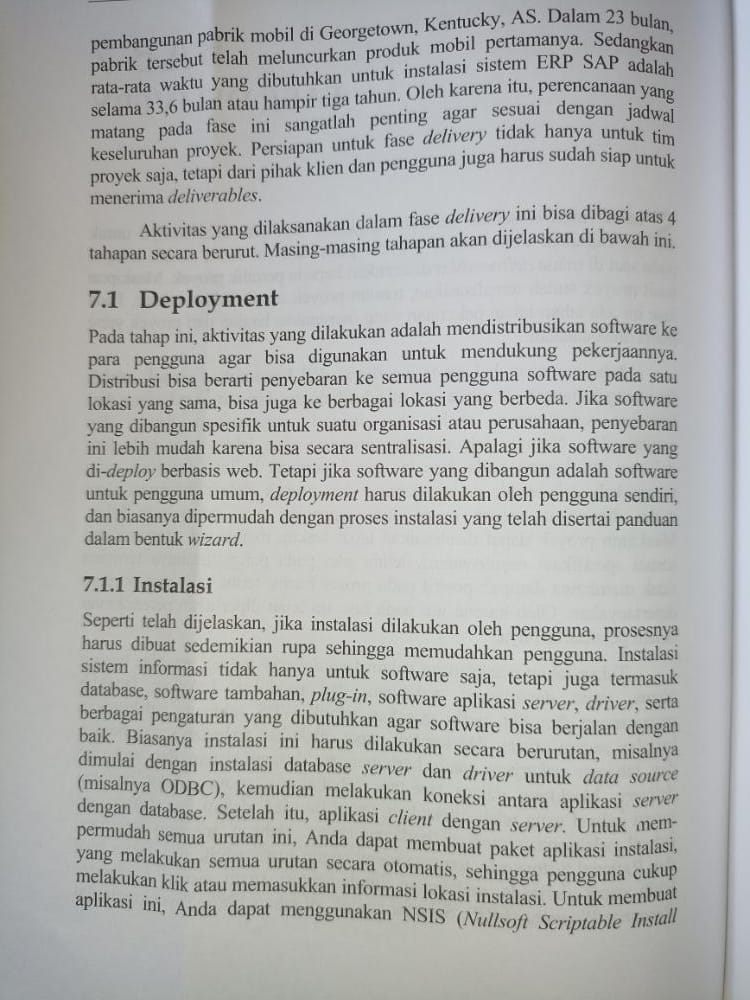 pembangunan pabrik mobil di Georgetown, Kentucky, AS. Dalam 23 bulan,
pabrik tersebut telah meluncurkan produk mobil pertamanya. Sedangkan
rata-rata waktu yang dibutuhkan untuk instalasi sistem ERP SAP adalah
selama 33,6 bulan atau hampir tiga tahun. Oleh karena itu, perencanaan yang
matang pada fase ini sangatlah penting agar sesuai dengan jadwal
keseluruhan proyek. Persiapan untuk fase delivery tidak hanya untuk tim
proyek saja, tetapi dari pihak klien dan pengguna juga harus sudah siap untuk
menerima deliverables.
Aktivitas yang dilaksanakan dalam fase delivery ini bisa dibagi atas 4
tahapan secara berurut. Masing-masing tahapan akan dijelaskan di bawah ini.
7.1 Deployment
Pada tahap ini, aktivitas yang dilakukan adalah mendistribusikan software ke
para pengguna agar bisa digunakan untuk mendukung pekerjaannya.
Distribusi bisa berarti penyebaran ke semua pengguna software pada satu
lokasi yang sama, bisa juga ke berbagai lokasi yang berbeda. Jika software
yang dibangun spesifik untuk suatu organisasi atau perusahaan, penyebaran
ini lebih mudah karena bisa secara sentralisasi. Apalagi jika software yang
di-deploy berbasis web. Tetapi jika software yang dibangun adalah software
untuk pengguna umum, deployment harus dilakukan oleh pengguna sendiri,
dan biasanya dipermudah dengan proses instalasi yang telah disertai panduan
dalam bentuk wizard.
7.1.1 Instalasi
Seperti telah dijelaskan, jika instalasi dilakukan oleh pengguna, prosesnya
harus dibuat sedemikian rupa sehingga memudahkan pengguna. Instalasi
sistem informasi tidak hanya untuk software saja, tetapi juga termasuk
database, software tambahan, plug-in, software aplikasi server, driver, serta
berbagai pengaturan yang dibutuhkan agar software bisa berjalan dengan
baik. Biasanya instalasi ini harus dilakukan secara berurutan, misalnya
dimulai dengan instalasi database server dan driver untuk data source
(misalnya ODBC), kemudian melakukan koneksi antara aplikasi server
dengan database. Setelah itu, aplikasi client dengan server. Untuk mem-
permudah semua urutan ini, Anda dapat membuat paket aplikasi instalasi,
yang melakukan semua urutan secara otomatis, sehingga pengguna cukup
melakukan klik atau memasukkan informasi lokasi instalasi. Untuk membuat
aplikasi ini, Anda dapat menggunakan NSIS (Nullsoft Scriptable Install